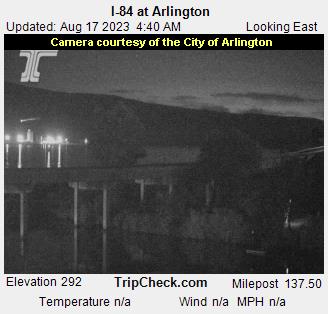 I-84 at Arlington
Updated: Aug 17 2023 4:40 AM Looking East
Camera courtesy of the City of Arlington
Elevation 292 TripCheck.com Milepost 137.50
Temperature n/a Wind n/a MPH n/a